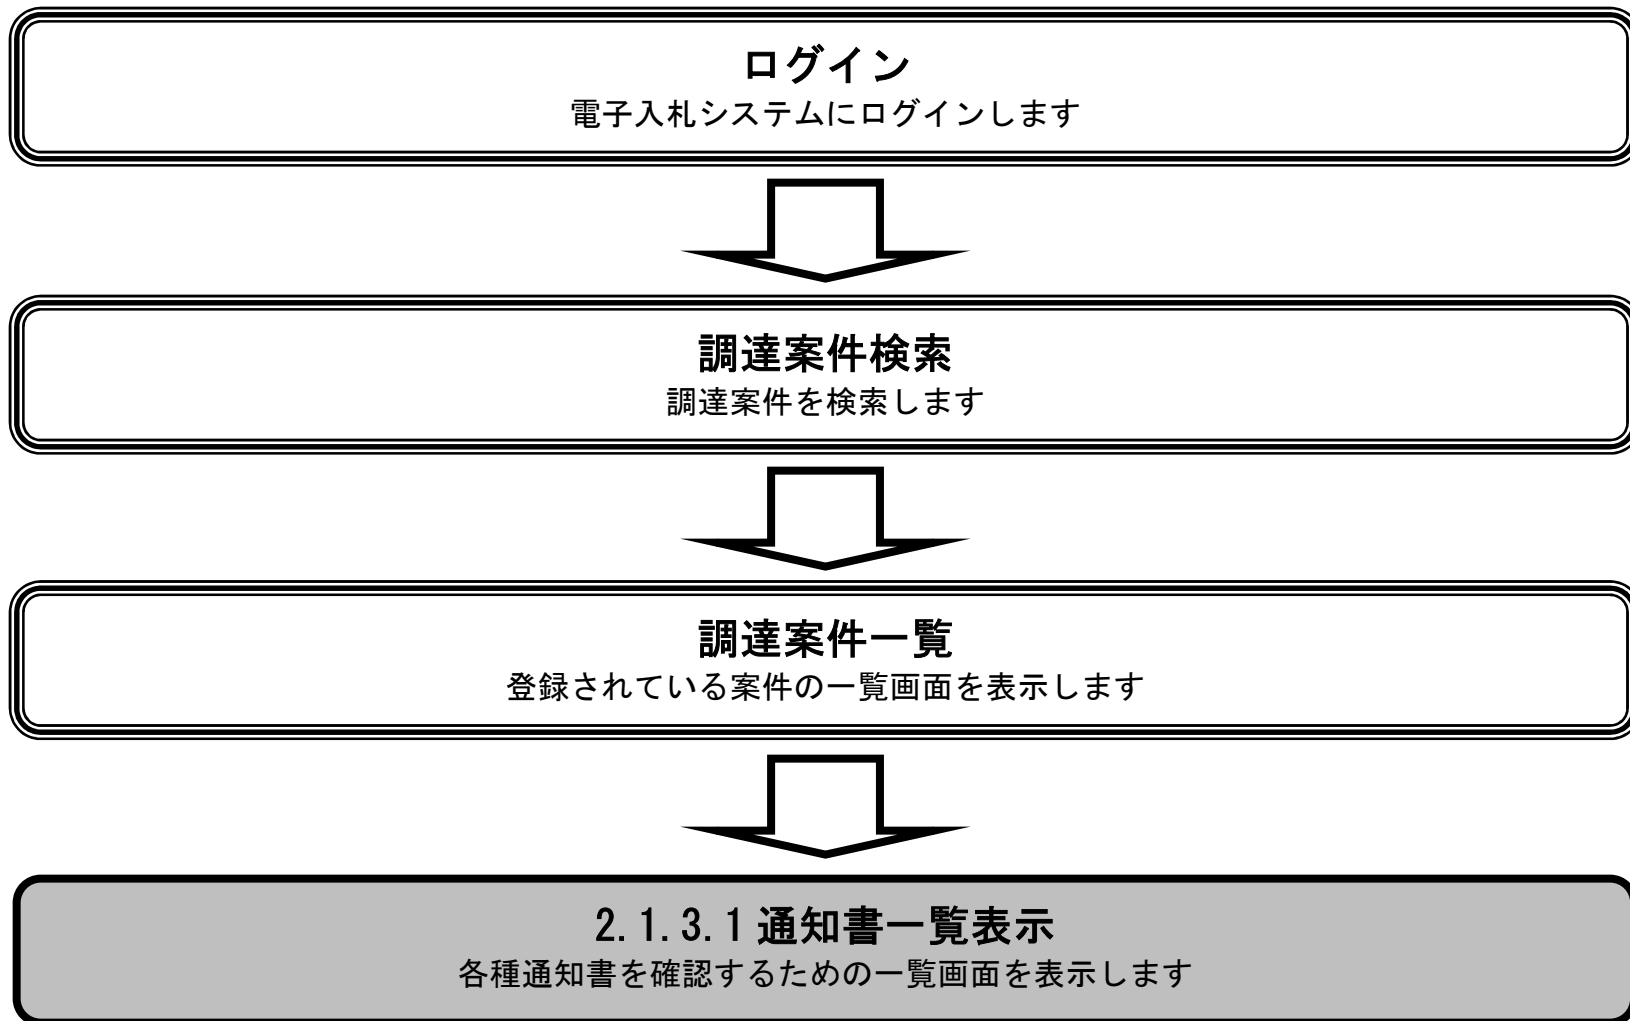 ログイン
電子入札システムにログインします
調達案件検索
調達案件を検索します
調達案件一覧
登録されている案件の一覧画面を表示します
2.1.3.1通知書一覧表示
各種通知書を確認するための一覧画面を表示します